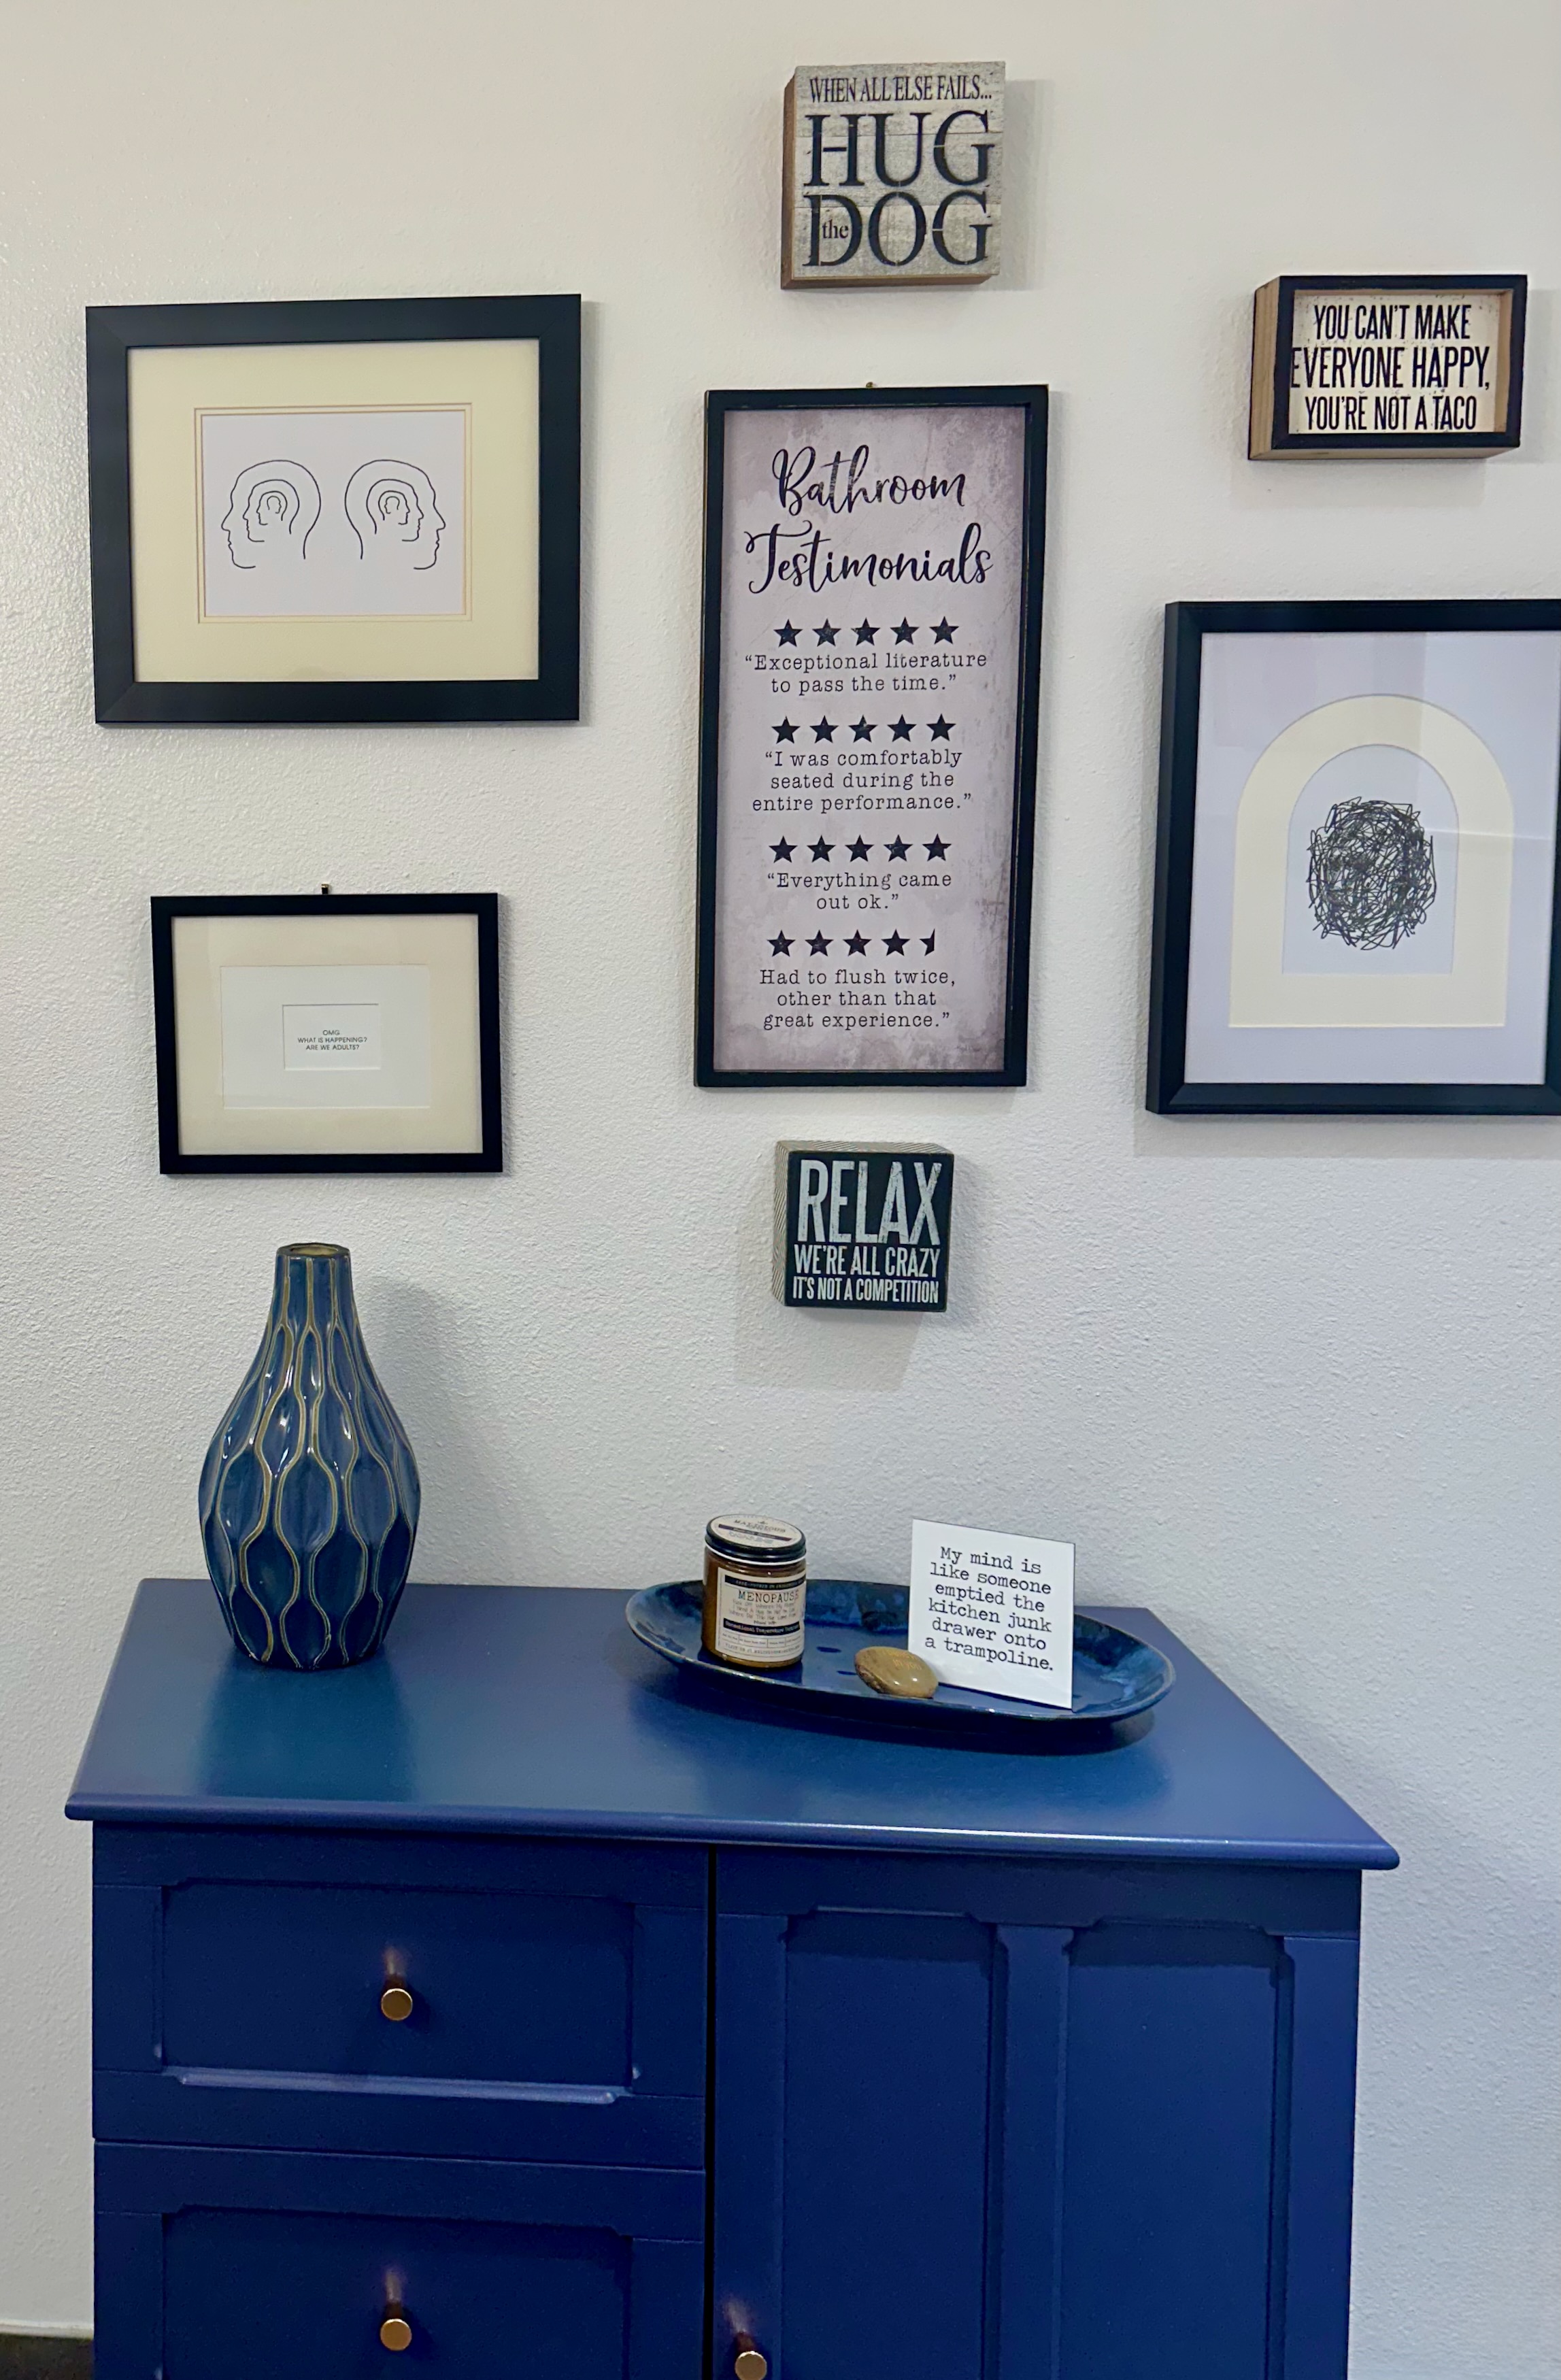 WHEN ALL ELSE FAILS...
HUG
the DOG
YOU CAN'T MAKE
EVERYONE HAPPY,
YOU'RE NOT A TACO
Bathroom
Testimonials
“Exceptional literature
to pass the time.”
“I was comfortably
seated during the
entire performance.”
“Everything came
out ok.”
Had to flush twice,
other than that
great experience.”
OMG.
WHAT IS HAPPENING?
ARE WE ADULTS?
RELAX
WE'RE ALL CRAZY
IT'S NOT A COMPETITION
MENOPAUSE
My mind is
like someone
emptied the
kitchen junk
drawer onto
a trampoline.